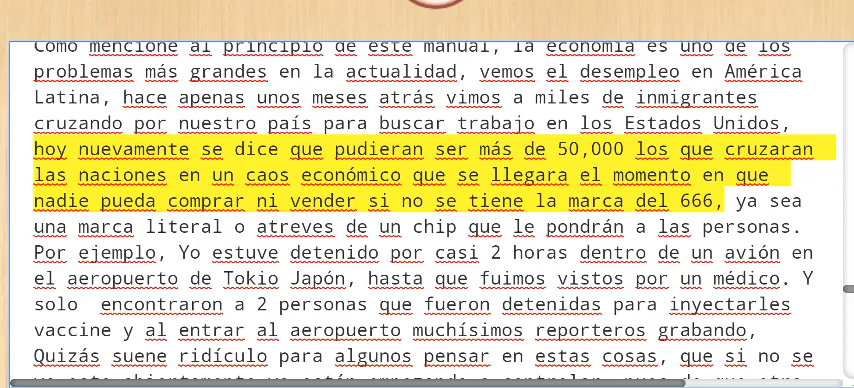 Como mencione al principio de este manual, la economía es uno de los
problemas más grandes en la actualidad, vemos el desempleo en América
Latina, hace apenas unos meses atrás vimos a miles de inmigrantes
cruzando por nuestro país para buscar trabajo en los Estados Unidos,
hoy nuevamente se dice que pudieran ser más de 50,000 los que cruzaran
las naciones en un caos económico que se llegara el momento en que
nadie pueda comprar ni vender si no se tiene la marca del 666, ya sea
una marca literal o atreves de un chip que le pondrán a las personas.
Por ejemplo, Yo estuve detenido por casi 2 horas dentro de un avión en
el aeropuerto de Tokio Japón, hasta que fuimos vistos por un médico. Y
solo  encontraron a 2 personas que fueron detenidas para inyectarles
vaccine y al entrar al aeropuerto muchísimos reporteros grabando,
Quizás suene ridículo para algunos pensar en estas cosas, que si no se